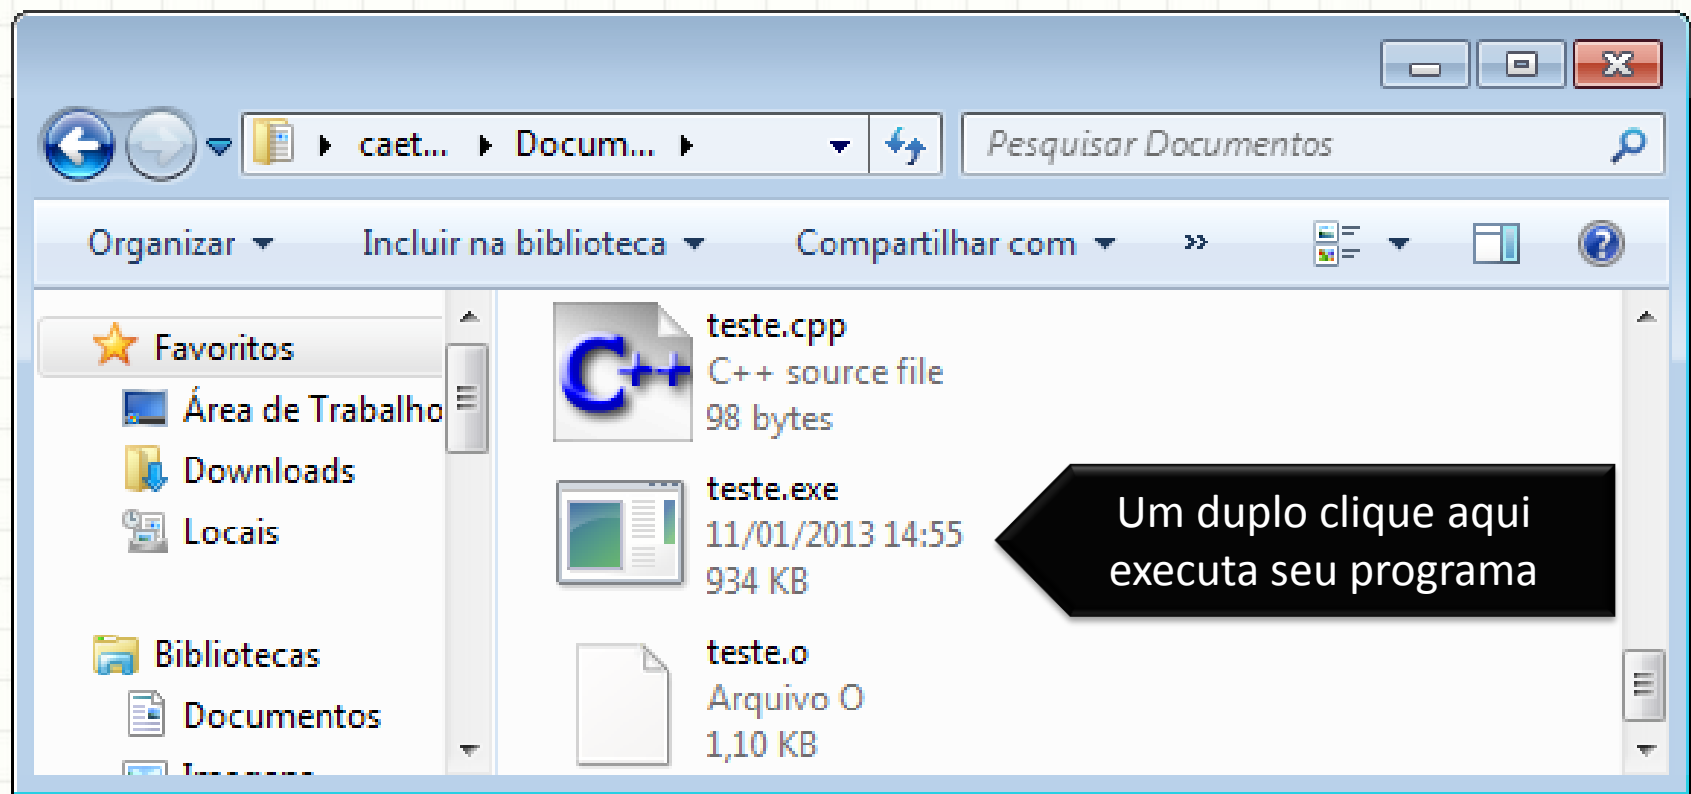 caet... Docum...
Pesquisar Documentos
Organizar
Incluir na biblioteca
Compartilhar com
»
Favoritos
Área de Trabalho
Downloads
Locais
Bibliotecas
Documentos
teste.cpp
C++ source file
98 bytes
C++
teste.exe
11/01/2013 14:55
934 KB
Um duplo clique aqui
executa seu programa
teste.o
Arquivo O
1,10 KB